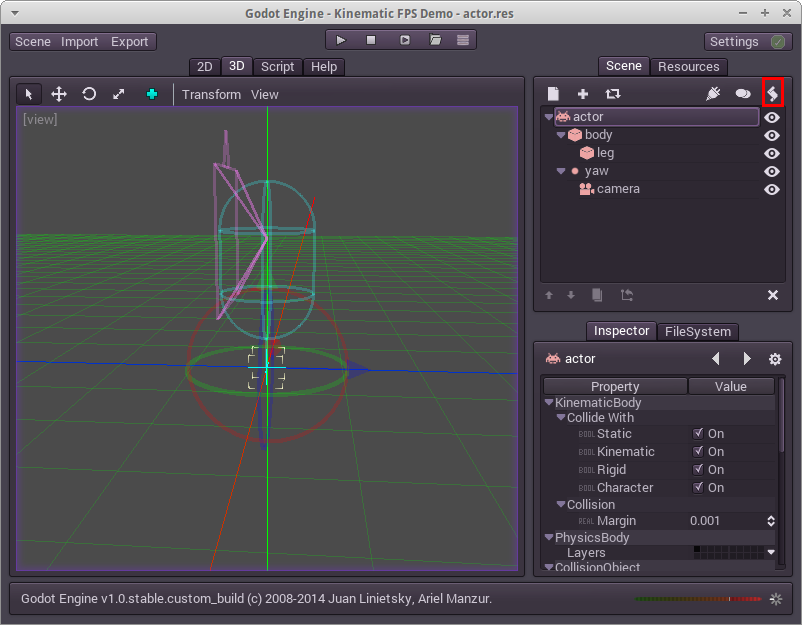 Godot Engine - Kinematic FPS Demo - actor.res
Scene Import Export
Settings
2D 3D Script Help
Scene Resources
Transform View
[view]
actor
body
leg
yaw
camera
Inspector FileSystem
actor
Property Value
KinematicBody
Collide With
BOOL Static On
BOOL Kinematic On
BOOL Rigid On
BOOL Character On
Collision
REAL Margin 0.001
PhysicsBody
Layers
CollisionObject
Godot Engine v1.0.stable.custom_build (c) 2008-2014 Juan Linietsky, Ariel Manzur.